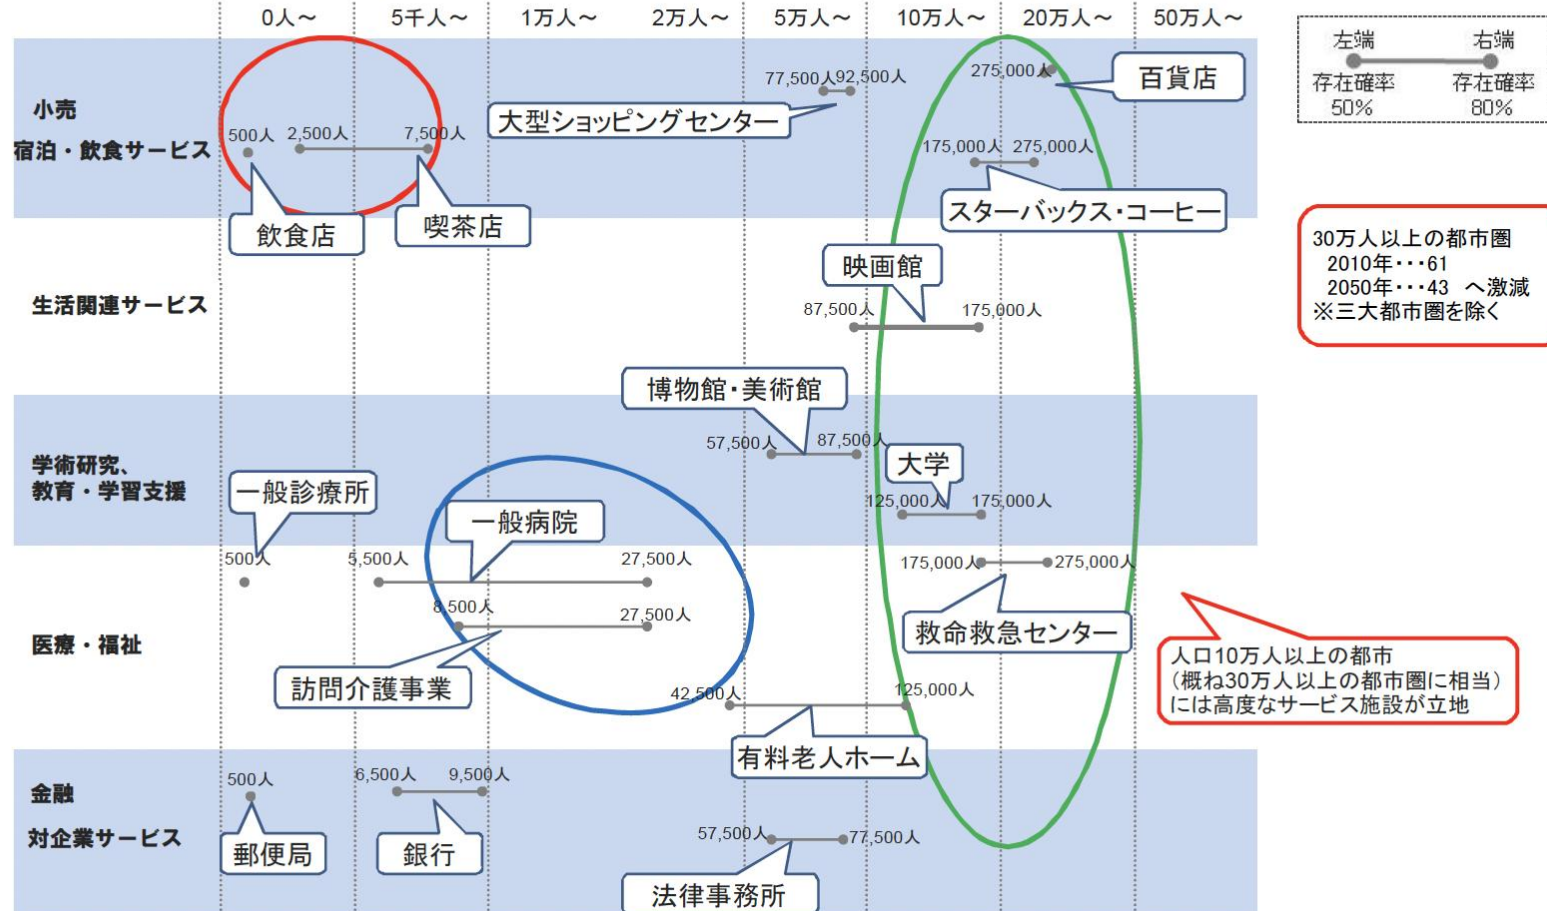 0人～ 5千人～ 1万人～ 2万人～ 5万人～ 10万人～ 20万人～ 50万人～
左端 右端
存在確率 存在確率
50% 80%
小売
宿泊・飲食サービス
500人 2,500人 7,500人
飲食店
喫茶店
77,500人 92,500人
大型ショッピングセンター
275,000人
百貨店
175,000人 275,000人
スターバックス・コーヒー
30万人以上の都市圏
2010年・・・61
2050年・・・43 へ激減
※三大都市圏を除く
生活関連サービス
映画館
87,500人 175,000人
学術研究、
教育・学習支援
博物館・美術館
57,500人 87,500人
大学
125,000人 175,000人
医療・福祉
一般診療所
500人
一般病院
5,500人 27,500人
8,500人 27,500人
訪問介護事業
175,000人 275,000人
救命救急センター
42,500人 125,000人
有料老人ホーム
人口10万人以上の都市
（概ね30万人以上の都市圏に相当）
には高度なサービス施設が立地
金融
対企業サービス
500人
郵便局
6,500人 9,500人
銀行
57,500人 77,500人
法律事務所